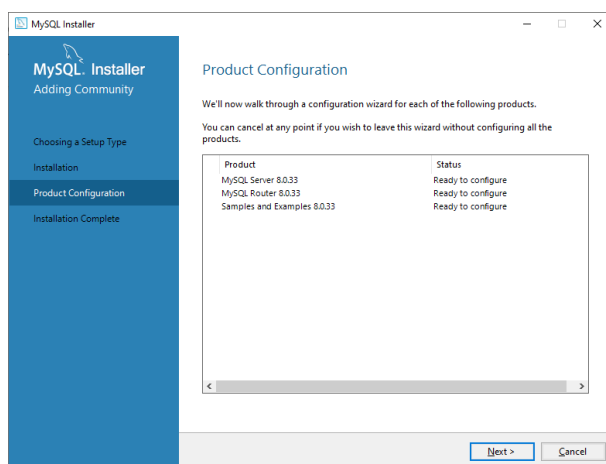 MySQL Installer
MySQL. Installer
Adding Community
Choosing a Setup Type
Installation
Product Configuration
Installation Complete
Product Configuration
We'll now walk through a configuration wizard for each of the following products.
You can cancel at any point if you wish to leave this wizard without configuring all the
products.
Product Status
MySQL Server 8.0.33 Ready to configure
MySQL Router 8.0.33 Ready to configure
Samples and Examples 8.0.33 Ready to configure
Next > Cancel